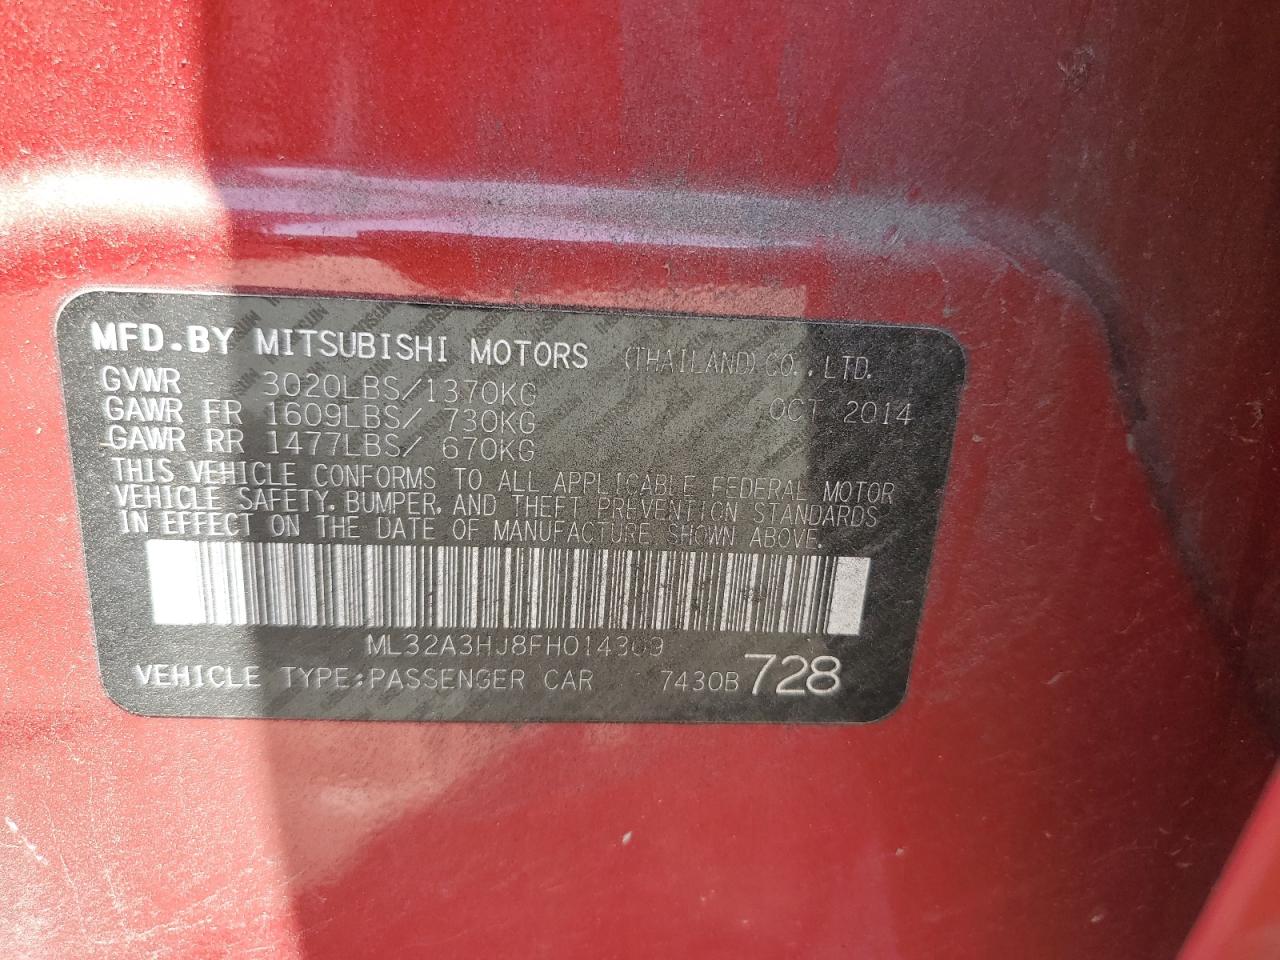 MFD.BY MITSUBISHI MOTORS (THAILAND) CO.,LTD.
GVWR 3020LBS/1370KG OCT 2014
GAWR FR 1609LBS/ 730KG
GAWR RR 1477LBS/ 670KG
THIS VEHICLE CONFORMS TO ALL APPLICABLE FEDERAL MOTOR
VEHICLE SAFETY, BUMPER, AND THEFT PREVENTION STANDARDS
IN EFFECT ON THE DATE OF MANUFACTURE SHOWN ABOVE.
ML32A3HJ8FH014309
VEHICLE TYPE:PASSENGER CAR 7430B 728